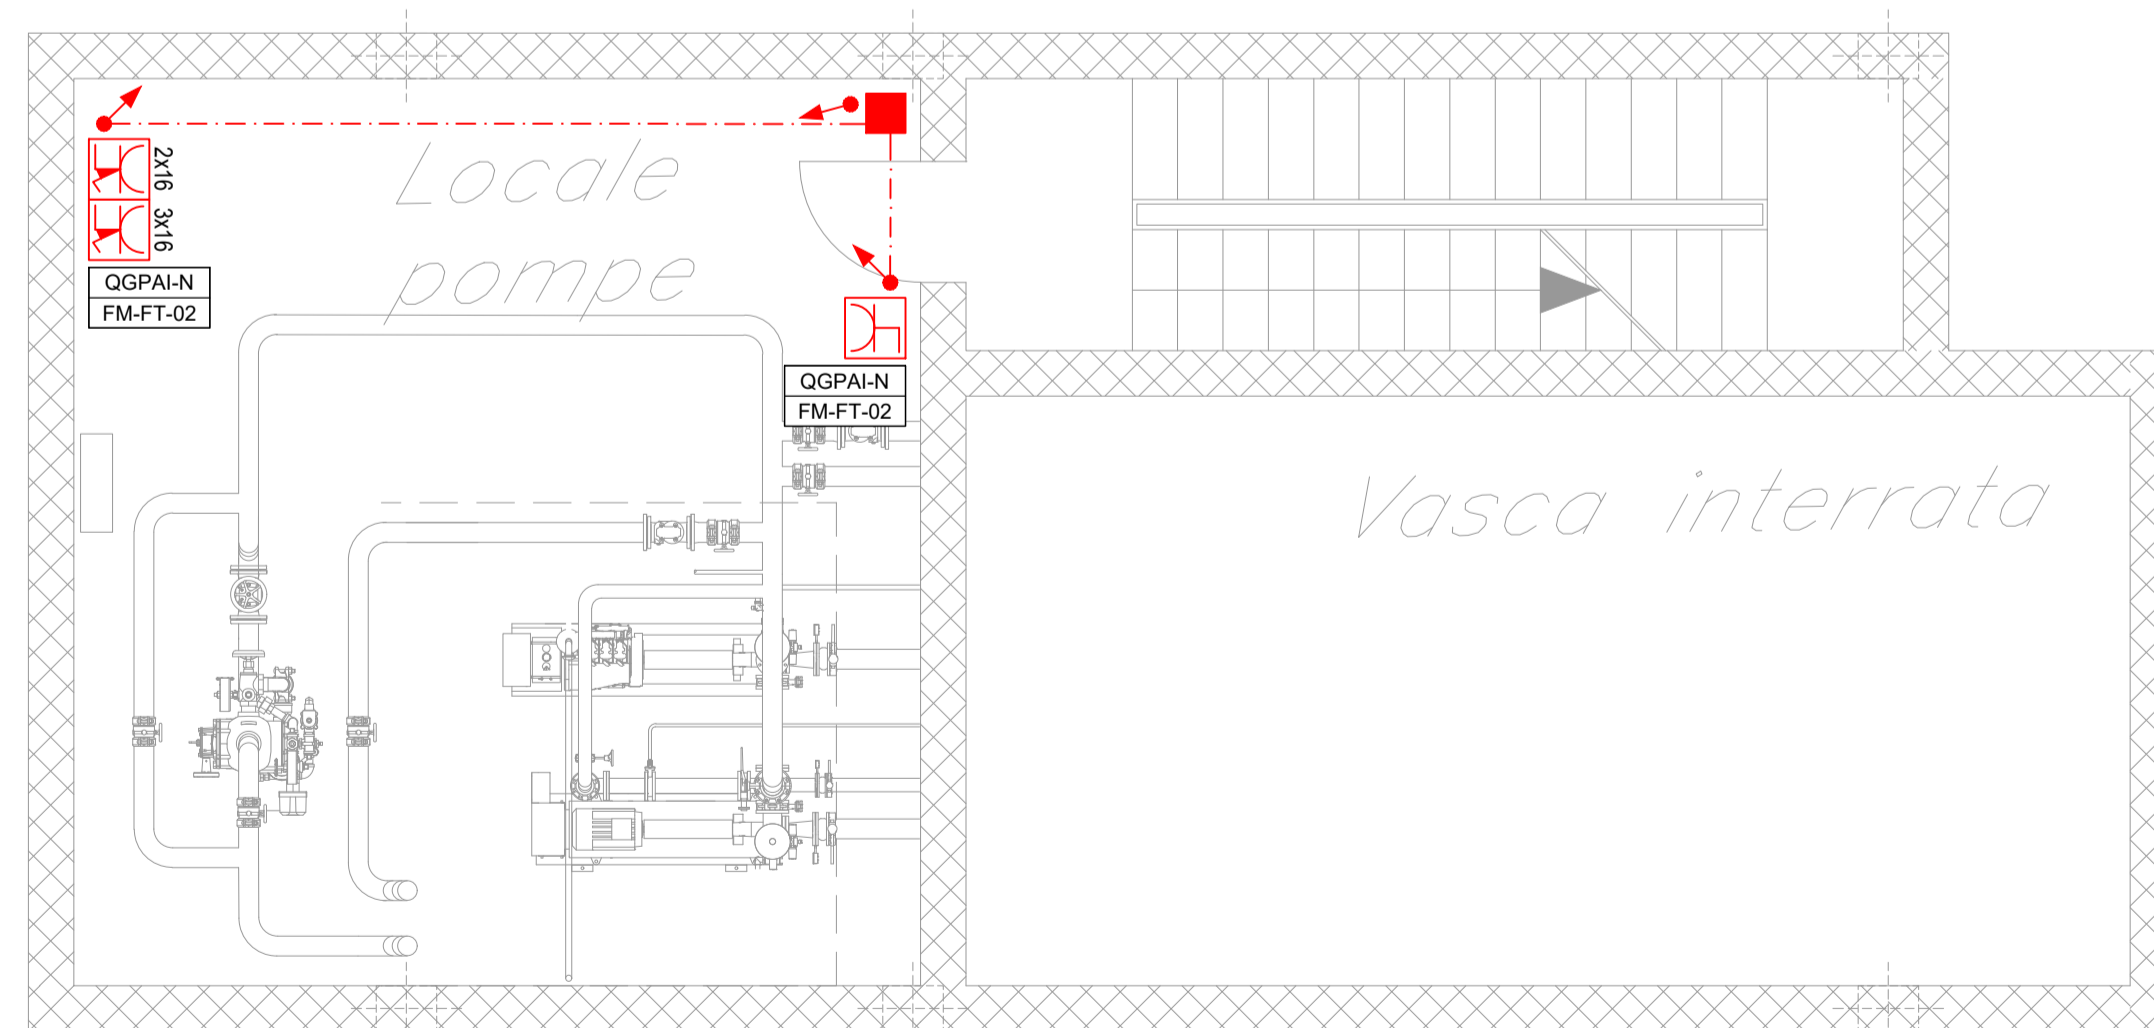 Locale
pompe
2x16
3x16
QGPAI-N
FM-FT-02
QGPAI-N
FM-FT-02
Vasca interrata